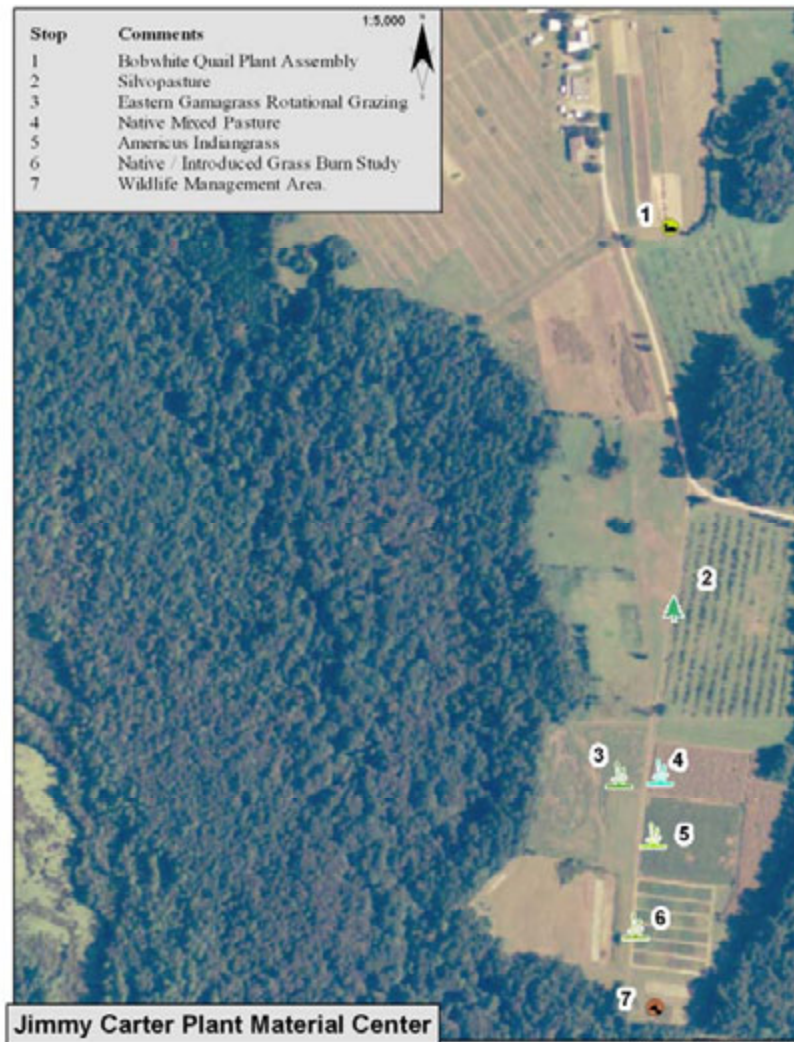 1:5,000
N
Stop Comments
1 Bobwhite Quail Plant Assembly
2 Silvopasture
3 Eastern Gamagrass Rotational Grazing
4 Native Mixed Pasture
5 Americus Indiangrass
6 Native / Introduced Grass Burn Study
7 Wildlife Management Area.
1
2
3
4
5
6
7
Jimmy Carter Plant Material Center